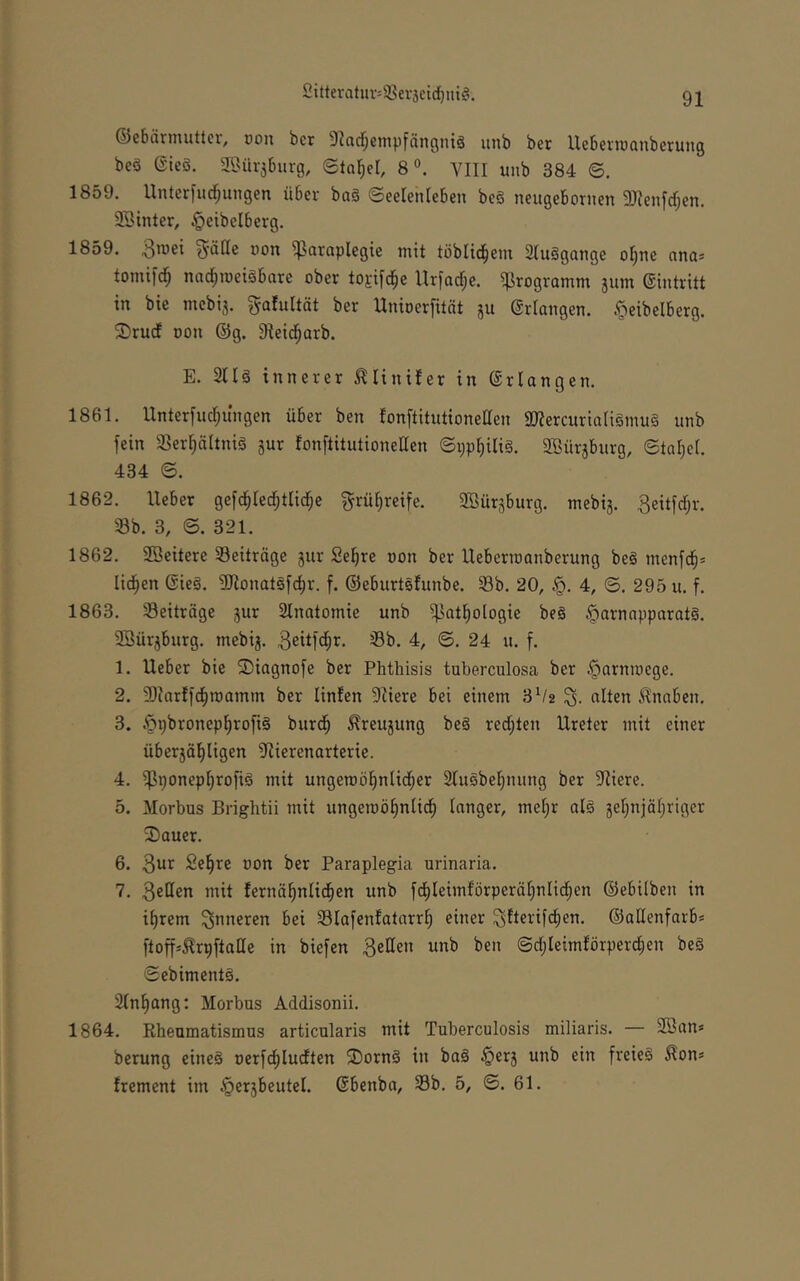 Litteratur-Verzeichnis.
91
Gebärmutter, von der Nachempfängnis und der Ueberwanderung
des Eies. Würzburg, Stahel, 8⁰. VIII und 384 S.
1859. Untersuchungen über das Seelenleben des neugebornen Menschen.
Winter, Heidelberg.
1859. Zwei Fälle von Paraplegie mit tödlichem Ausgange ohne ana-
tomisch nachweisbare oder toxische Ursache. Programm zum Eintritt
in die mediz. Fakultät der Universität zu Erlangen. Heidelberg.
Druck von Gg. Reichard.
E. Als innerer Kliniker in Erlangen.
1861. Untersuchungen über den konstitutionellen Mercurialismus und
sein Verhältnis zur konstitutionellen Syphilis. Würzburg, Stahel.
434 S.
1862. Ueber geschlechtliche Frühreife. Würzburg. mediz. Zeitschr.
Bd. 3, S. 321.
1862. Weitere Beiträge zur Lehre von der Ueberwanderung des mensch-
lichen Eies. Monatsschr. f. Geburtskunde. Bd. 20, H. 4, S. 295 u. f.
1863. Beiträge zur Anatomie und Pathologie des Harnapparats.
Würzburg. mediz. Zeitschr. Bd. 4, S. 24 u. f.
1. Ueber die Diagnose der Phthisis tuberculosa der Harnwege.
2. Markschwamm der linken Niere bei einem 3½ J. alten Knaben.
3. Hydronephrosis durch Kreuzung des rechten Ureter mit einer
überzähligen Nierenarterie.
4. Pyonephrosis mit ungewöhnlicher Ausdehnung der Niere.
5. Morbus Brightii mit ungewöhnlich langer, mehr als zehnjähriger
Dauer.
6. Zur Lehre von der Paraplegia urinaria.
7. Zellen mit kernähnlichen und schleimkörperähnlichen Gebilden in
ihrem Inneren bei Blasenkatarrh einer Ikterischen. Gallenfarb-
stoff-Krystalle in diesen Zellen und den Schleimkörperchen des
Sediments.
Anhang: Morbus Addisonii.
1864. Rheumatismus articularis mit Tuberculosis miliaris. — Wan-
derung eines verschluckten Dorns in das Herz und ein freies Kon-
krement im Herzbeutel. Ebenda, Bd. 5, S. 61.